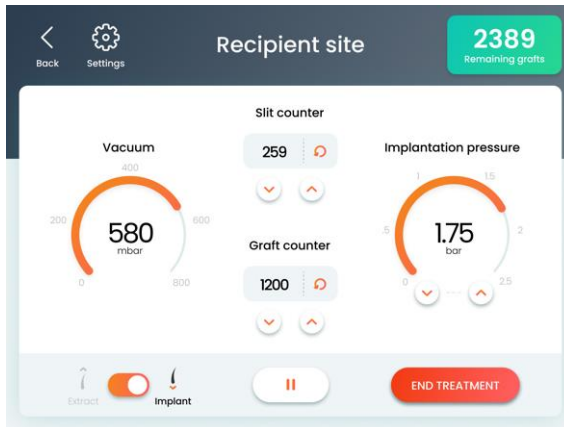 Back
Settings
Recipient site
2389
Remaining grafts
Vacuum
400
200
600
580
mbar
0
800
Slit counter
259
Graft counter
1200
Implantation pressure
1
1.5
.5
2
1.75
bar
0
2.5
Extract
Implant
END TREATMENT